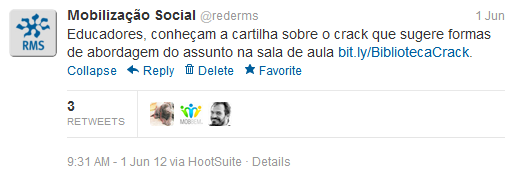 RMS
Mobilização Social @rederms 1 Jun
Educadores, conheçam a cartilha sobre o crack que sugere formas
de abordagem do assunto na sala de aula bit.ly/BibliotecaCrack.
Collapse Reply Delete Favorite
3
RETWEETS
9:31 AM - 1 Jun 12 via HootSuite · Details